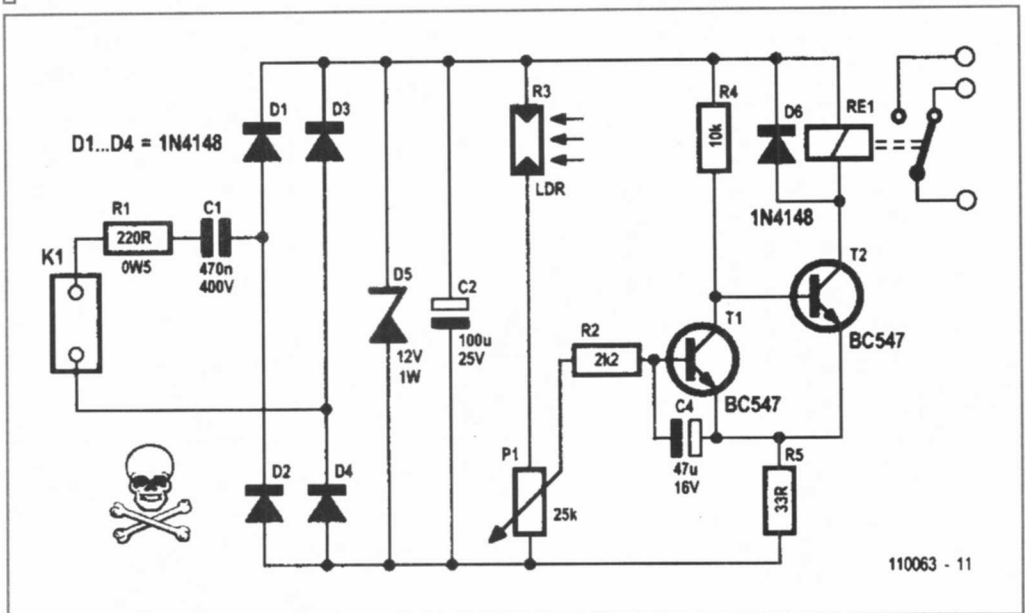 D1
D3
D1...D4 = 1N4148
R1
220R
0W5
C1
470n
400V
K1
D2
D4
D5
12V
1W
C2
100u
25V
R3
LDR
P1
25k
R2
2k2
C4
47u
16V
R4
10k
T1
BC547
D6
1N4148
RE1
T2
BC547
R5
33R
110063 - 11